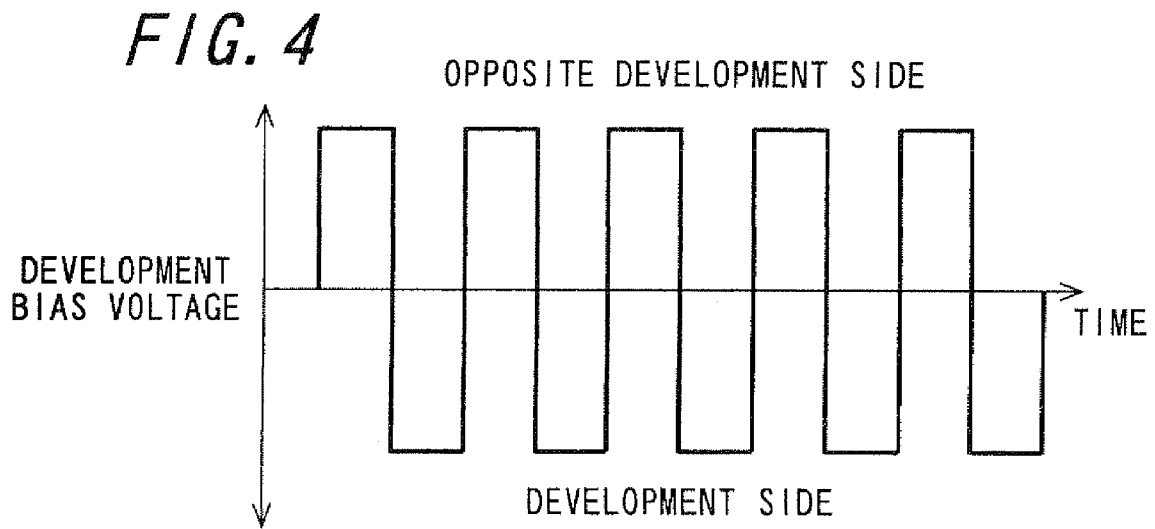 FIG. 4
OPPOSITE DEVELOPMENT SIDE
DEVELOPMENT
BIAS VOLTAGE
TIME
DEVELOPMENT SIDE